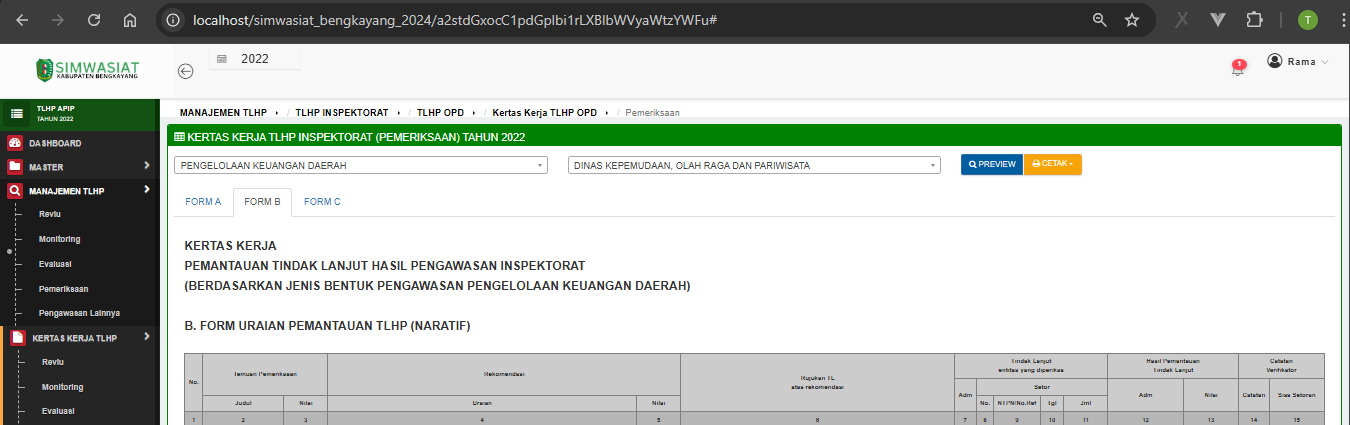 localhost/simwasiat_bengkayang_2024/a2stdGxocC1pdGplbi1rLXBlbWVyaWtzYWFu#
T
SIMWASIAT
KABUPATEN BENGKAYANG
2022
1
Rama
TLHP APIP
TAHUN 2022
MANAJEMEN TLHP / TLHP INSPEKTORAT / TLHP OPD / Kertas Kerja TLHP OPD / Pemeriksaan
DASHBOARD
MASTER
MANAJEMEN TLHP
Reviu
Monitoring
Evaluasi
Pemeriksaan
Pengawasan Lainnya
KERTAS KERJA TLHP
Reviu
Monitoring
Evaluasi
KERTAS KERJA TLHP INSPEKTORAT (PEMERIKSAAN) TAHUN 2022
PENGELOLAAN KEUANGAN DAERAH
DINAS KEPEMUDAAN, OLAH RAGA DAN PARIWISATA
PREVIEW
CETAK
FORM A FORM B FORM C
KERTAS KERJA
PEMANTAUAN TINDAK LANJUT HASIL PENGAWASAN INSPEKTORAT
(BERDASARKAN JENIS BENTUK PENGAWASAN PENGELOLAAN KEUANGAN DAERAH)
B. FORM URAIAN PEMANTAUAN TLHP (NARATIF)
No.
Temuan Pemeriksaan
Rekomendasi
Rujukan TL
atas rekomendasi
Tindak Lanjut
entitas yang diperiksa
Hasil Pemantauan
Tindak Lanjut
Catatan
Verifikator
Judul
Nilai
Uraian
Nilai
Adm
Setor
No.
NTPN/No.Ref
Tgl
Jml
Adm
Nilai
Catatan
Sisa Setoran
1 2 3 4 5 6 7 8 9 10 11 12 13 14 15